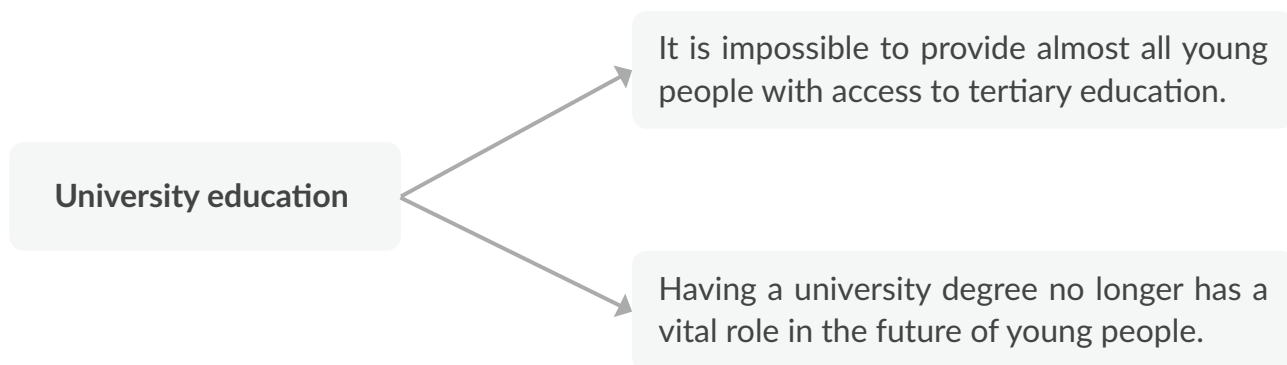 University education
It is impossible to provide almost all young
people with access to tertiary education.
Having a university degree no longer has a
vital role in the future of young people.